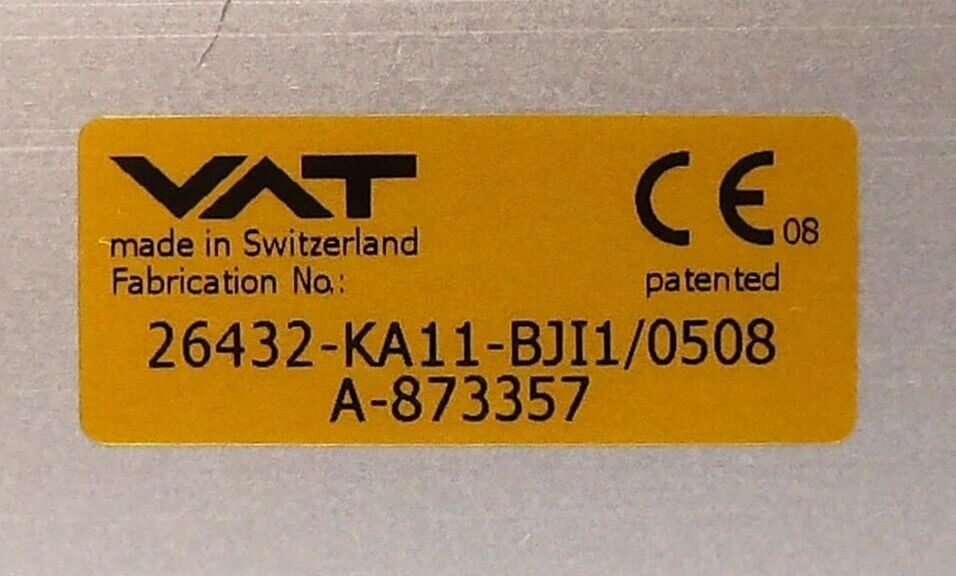 VAT
made in Switzerland
Fabrication No.:
CE 08
patented
26432-KA11-BJI1/0508
A-873357